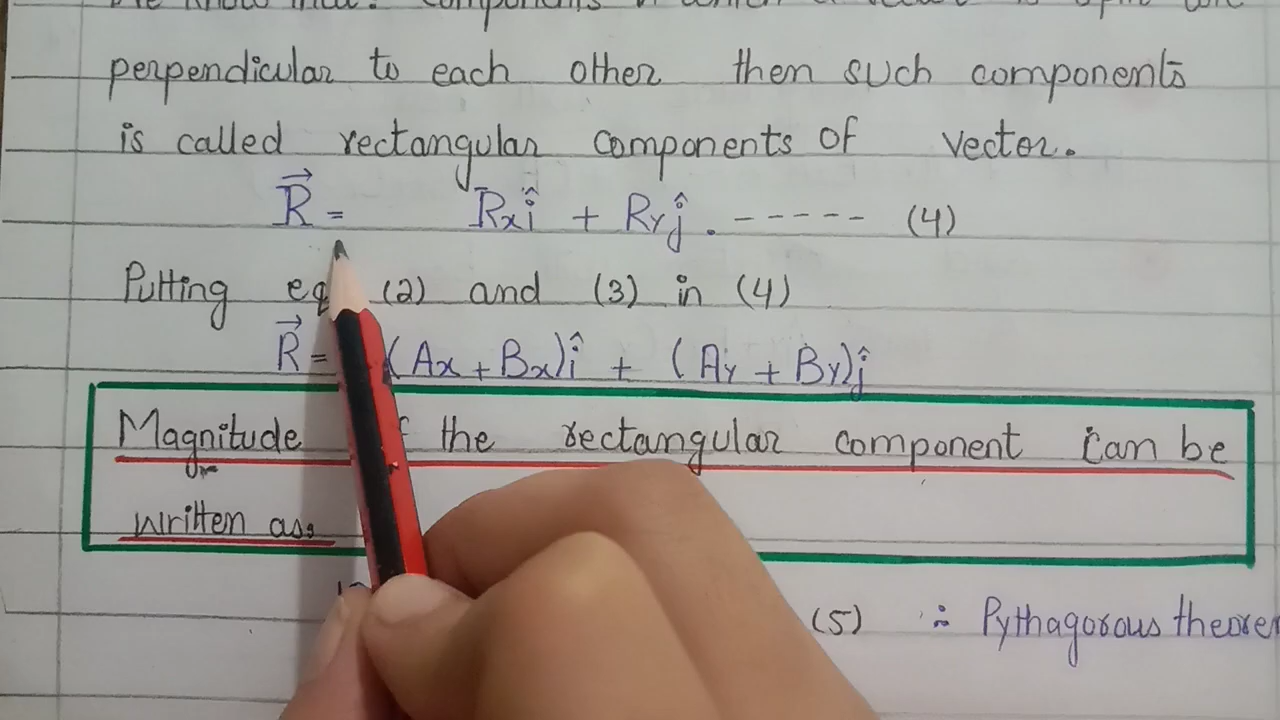 perpendicular to each other then such components
is called rectangular components of vector.
R⃗ = Rxî + Ryĵ. ----- (4)
Putting eq (2) and (3) in (4)
R⃗ = (Ax + Bx)î + (Ay + By)ĵ
Magnitude the rectangular component can be
written as:
(5) ∴ Pythagorous theorem